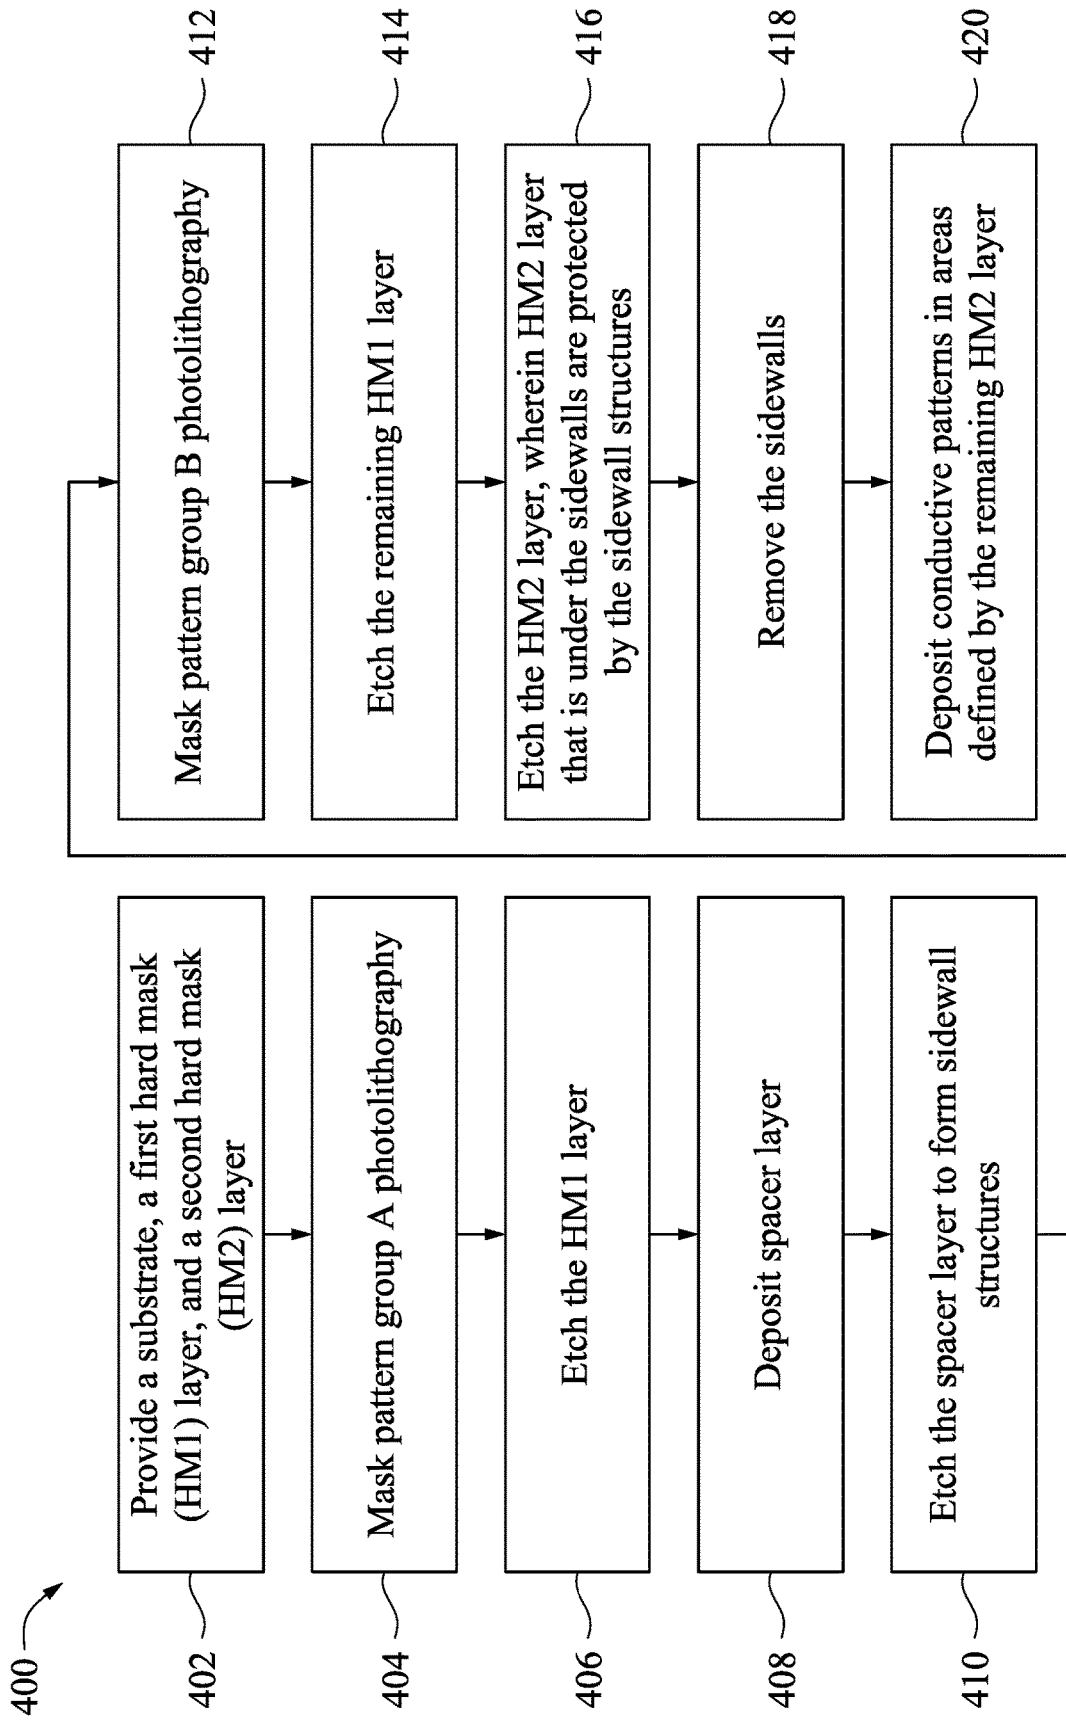 400
402
Provide a substrate, a first hard mask
(HM1) layer, and a second hard mask
(HM2) layer
404
Mask pattern group A photolithography
406
Etch the HM1 layer
408
Deposit spacer layer
410
Etch the spacer layer to form sidewall
structures
412
Mask pattern group B photolithography
414
Etch the remaining HM1 layer
416
Etch the HM2 layer, wherein HM2 layer
that is under the sidewalls are protected
by the sidewall structures
418
Remove the sidewalls
420
Deposit conductive patterns in areas
defined by the remaining HM2 layer